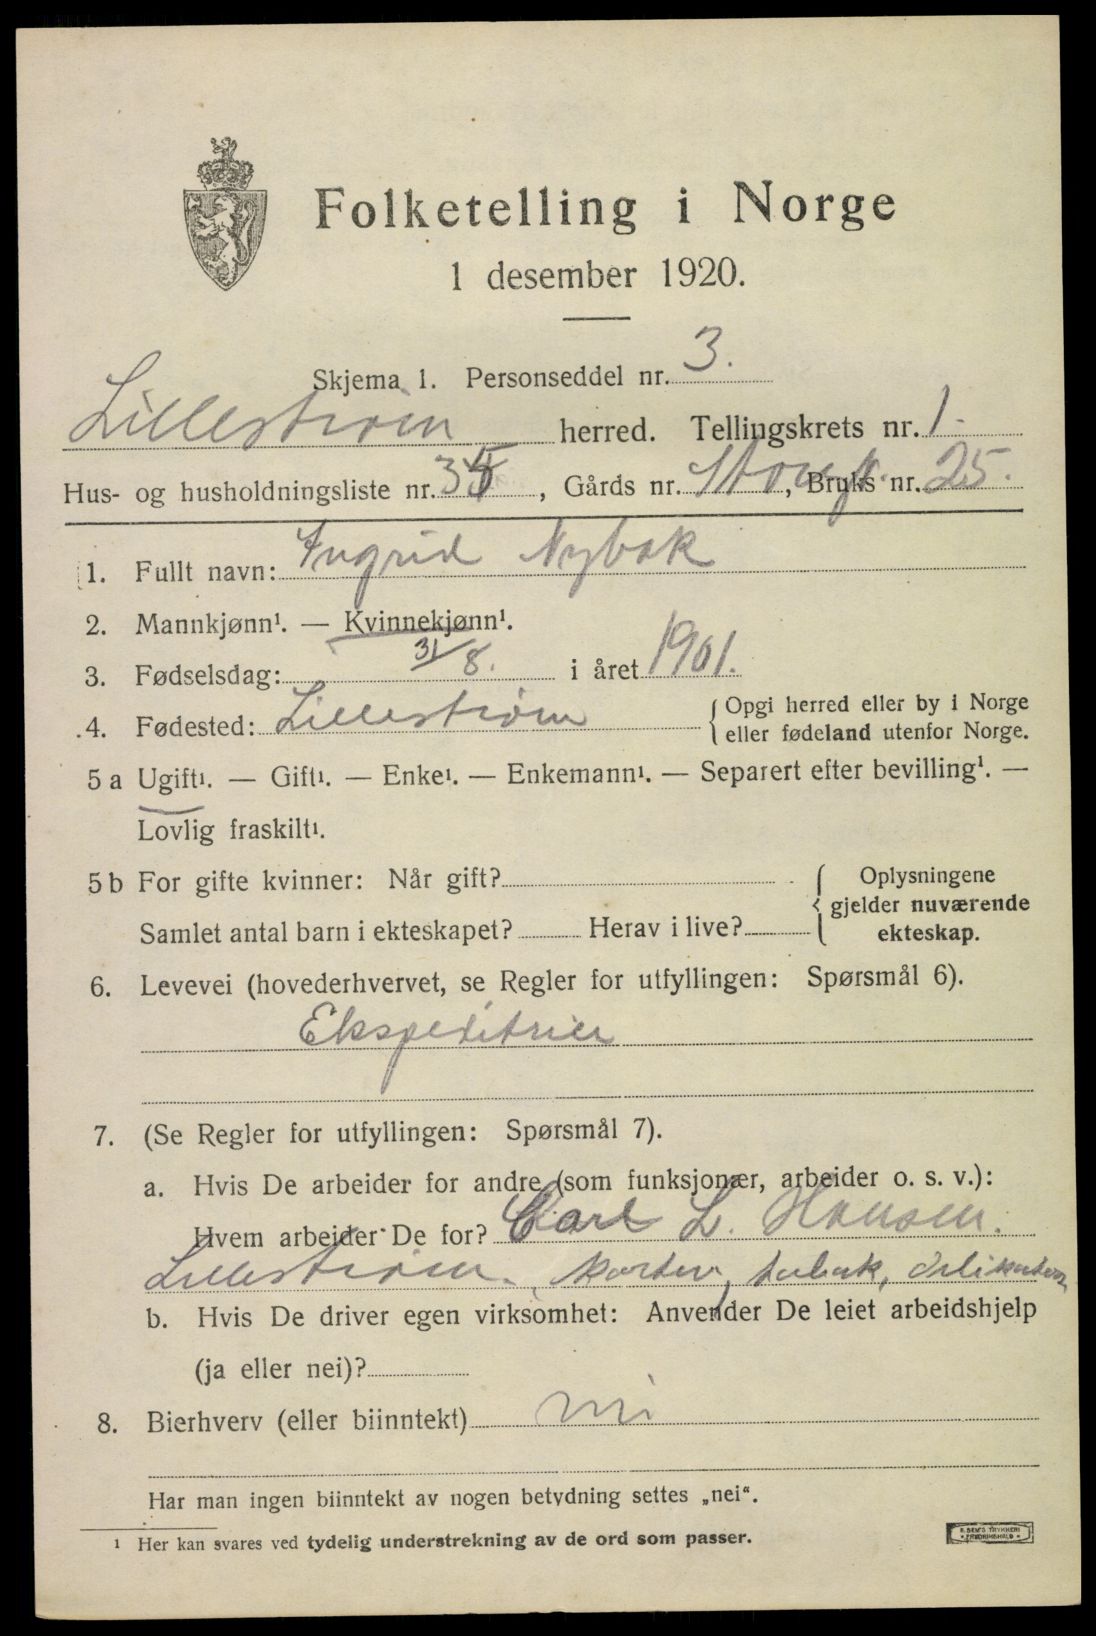 Folketelling i Norge
1 desember 1920.
Skjema 1. Personseddel nr. 3.
Lillestrøm herred. Tellingskrets nr. 1.
Hus- og husholdningsliste nr. 35, Gårds nr. Storgt., Bruks nr. 25.
1. Fullt navn: Ingrid Nybak
2. Mannkjønn¹. — Kvinnekjønn¹.
3. Fødselsdag: 31/8. i året 1901.
4. Fødested: Lillestrøm {Opgi herred eller by i Norge
eller fødeland utenfor Norge.
5 a Ugift¹. — Gift¹. — Enke¹. — Enkemann¹. — Separert efter bevilling¹. —
Lovlig fraskilt¹.
5 b For gifte kvinner: Når gift?
Samlet antal barn i ekteskapet? Herav i live?
{Oplysningene
gjelder nuværende
ekteskap.
6. Levevei (hovederhvervet, se Regler for utfyllingen: Spørsmål 6).
Ekspeditrise
7. (Se Regler for utfyllingen: Spørsmål 7).
a. Hvis De arbeider for andre (som funksjonær, arbeider o. s. v.):
Hvem arbeider De for? Carl L. Hansen.
Lillestrøm. tabak,
b. Hvis De driver egen virksomhet: Anvender De leiet arbeidshjelp
(ja eller nei)?
8. Bierhverv (eller biinntekt) nei
Har man ingen biinntekt av nogen betydning settes „nei“.
¹ Her kan svares ved tydelig understrekning av de ord som passer.
E. SEM'S TRYKKERI
FREDRIKSHALD